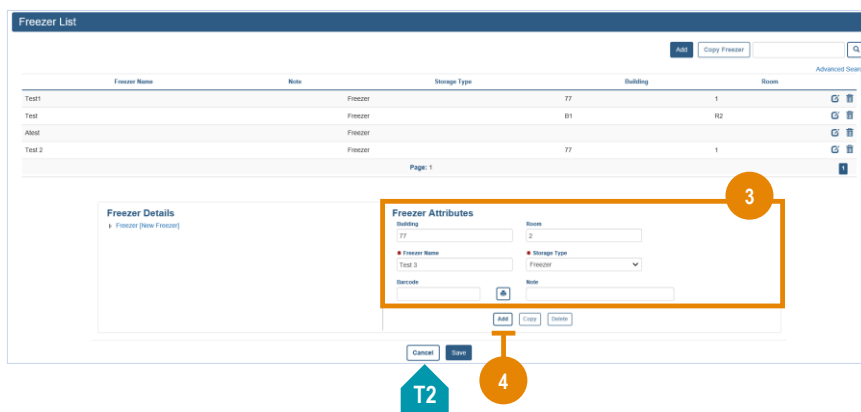 Freezer List
Add Copy Freezer
Advanced Sear
Freezer Name Note Storage Type Building Room
Test1 Freezer 77 1
Test Freezer B1 R2
Atest Freezer
Test 2 Freezer 77 1
Page: 1 1
3
Freezer Details Freezer Attributes
Freezer [New Freezer] Building Room
77 2
* Freezer Name * Storage Type
Test 3 Freezer
Barcode Note
Add Copy Delete
Cancel Save
T2 4